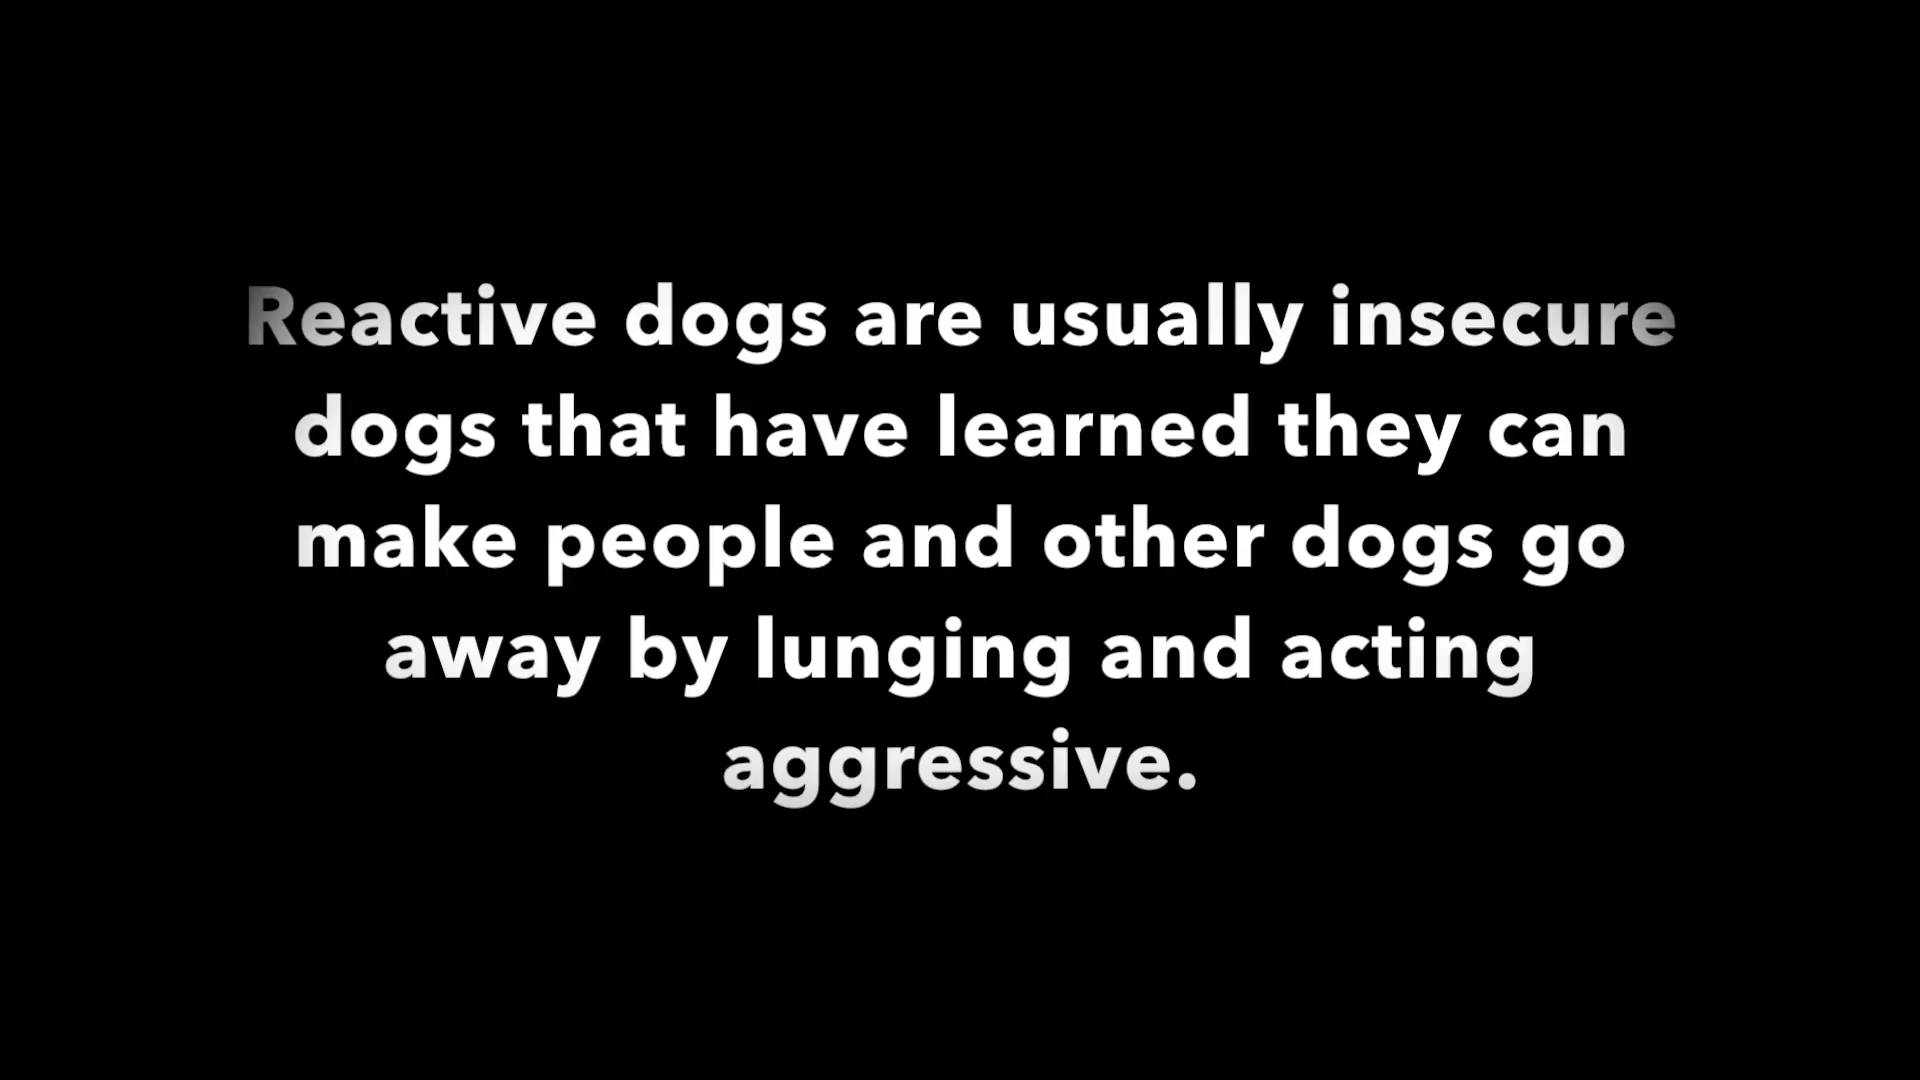 Reactive dogs are usually insecure
dogs that have learned they can
make people and other dogs go
away by lunging and acting
aggressive.